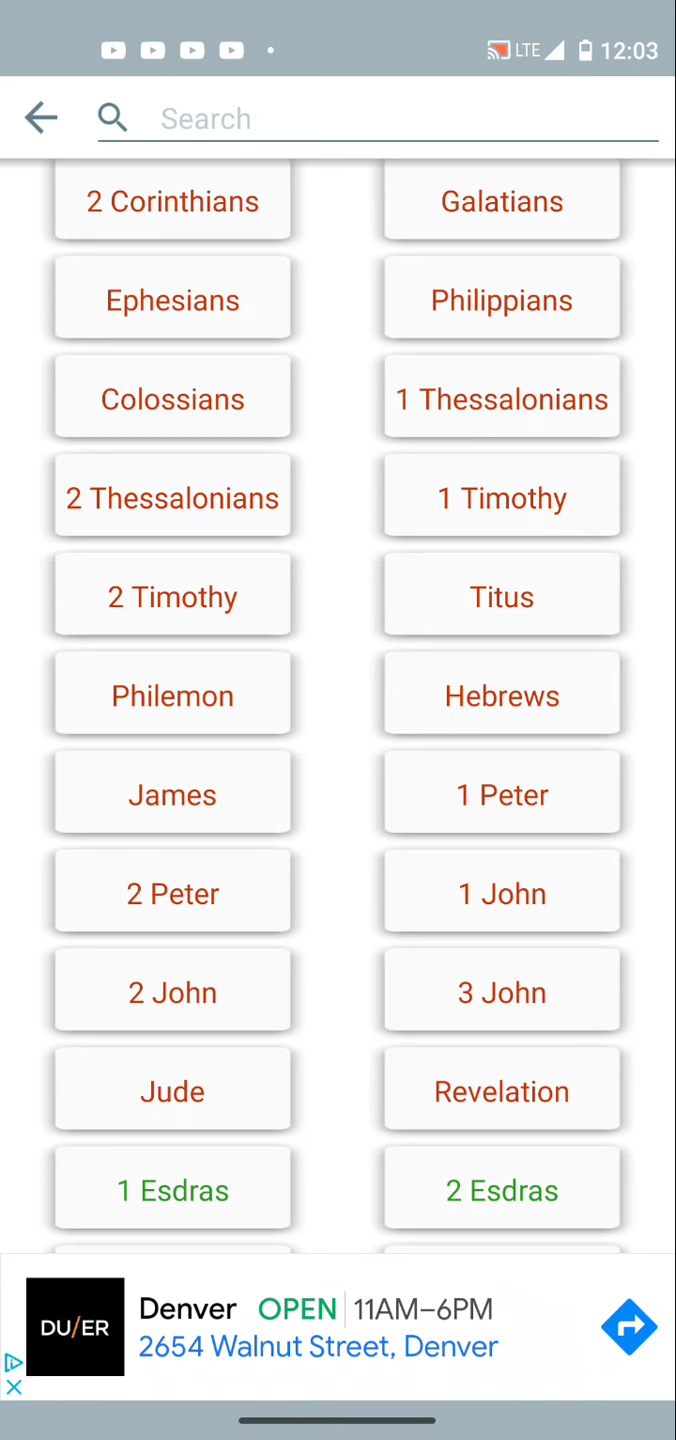 LTE 12:03
Search
2 Corinthians Galatians
Ephesians Philippians
Colossians 1 Thessalonians
2 Thessalonians 1 Timothy
2 Timothy Titus
Philemon Hebrews
James 1 Peter
2 Peter 1 John
2 John 3 John
Jude Revelation
1 Esdras 2 Esdras
DU/ER
Denver OPEN 11AM–6PM
2654 Walnut Street, Denver